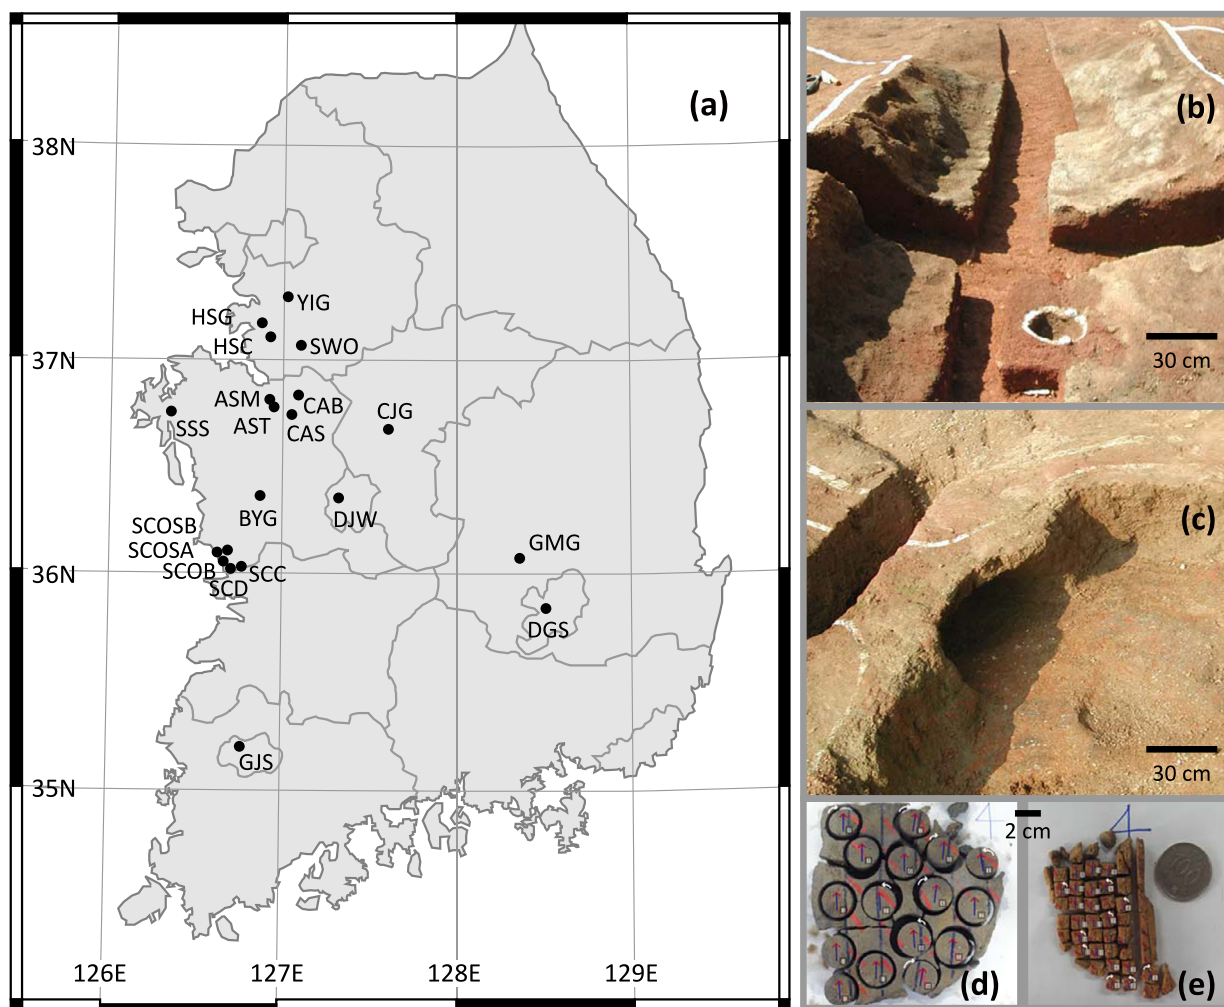 (a)
38N
YIG
HSG
HSC
SWO
37N
ASM
CAB
AST
CAS
SSS
CJG
BYG
DJW
SCOSB
SCOSA
SCOB
SCC
SCD
GMG
36N
DGS
GJS
35N
126E
127E
128E
129E
(b)
30 cm
(c)
30 cm
4
2 cm
(d)
4
(e)